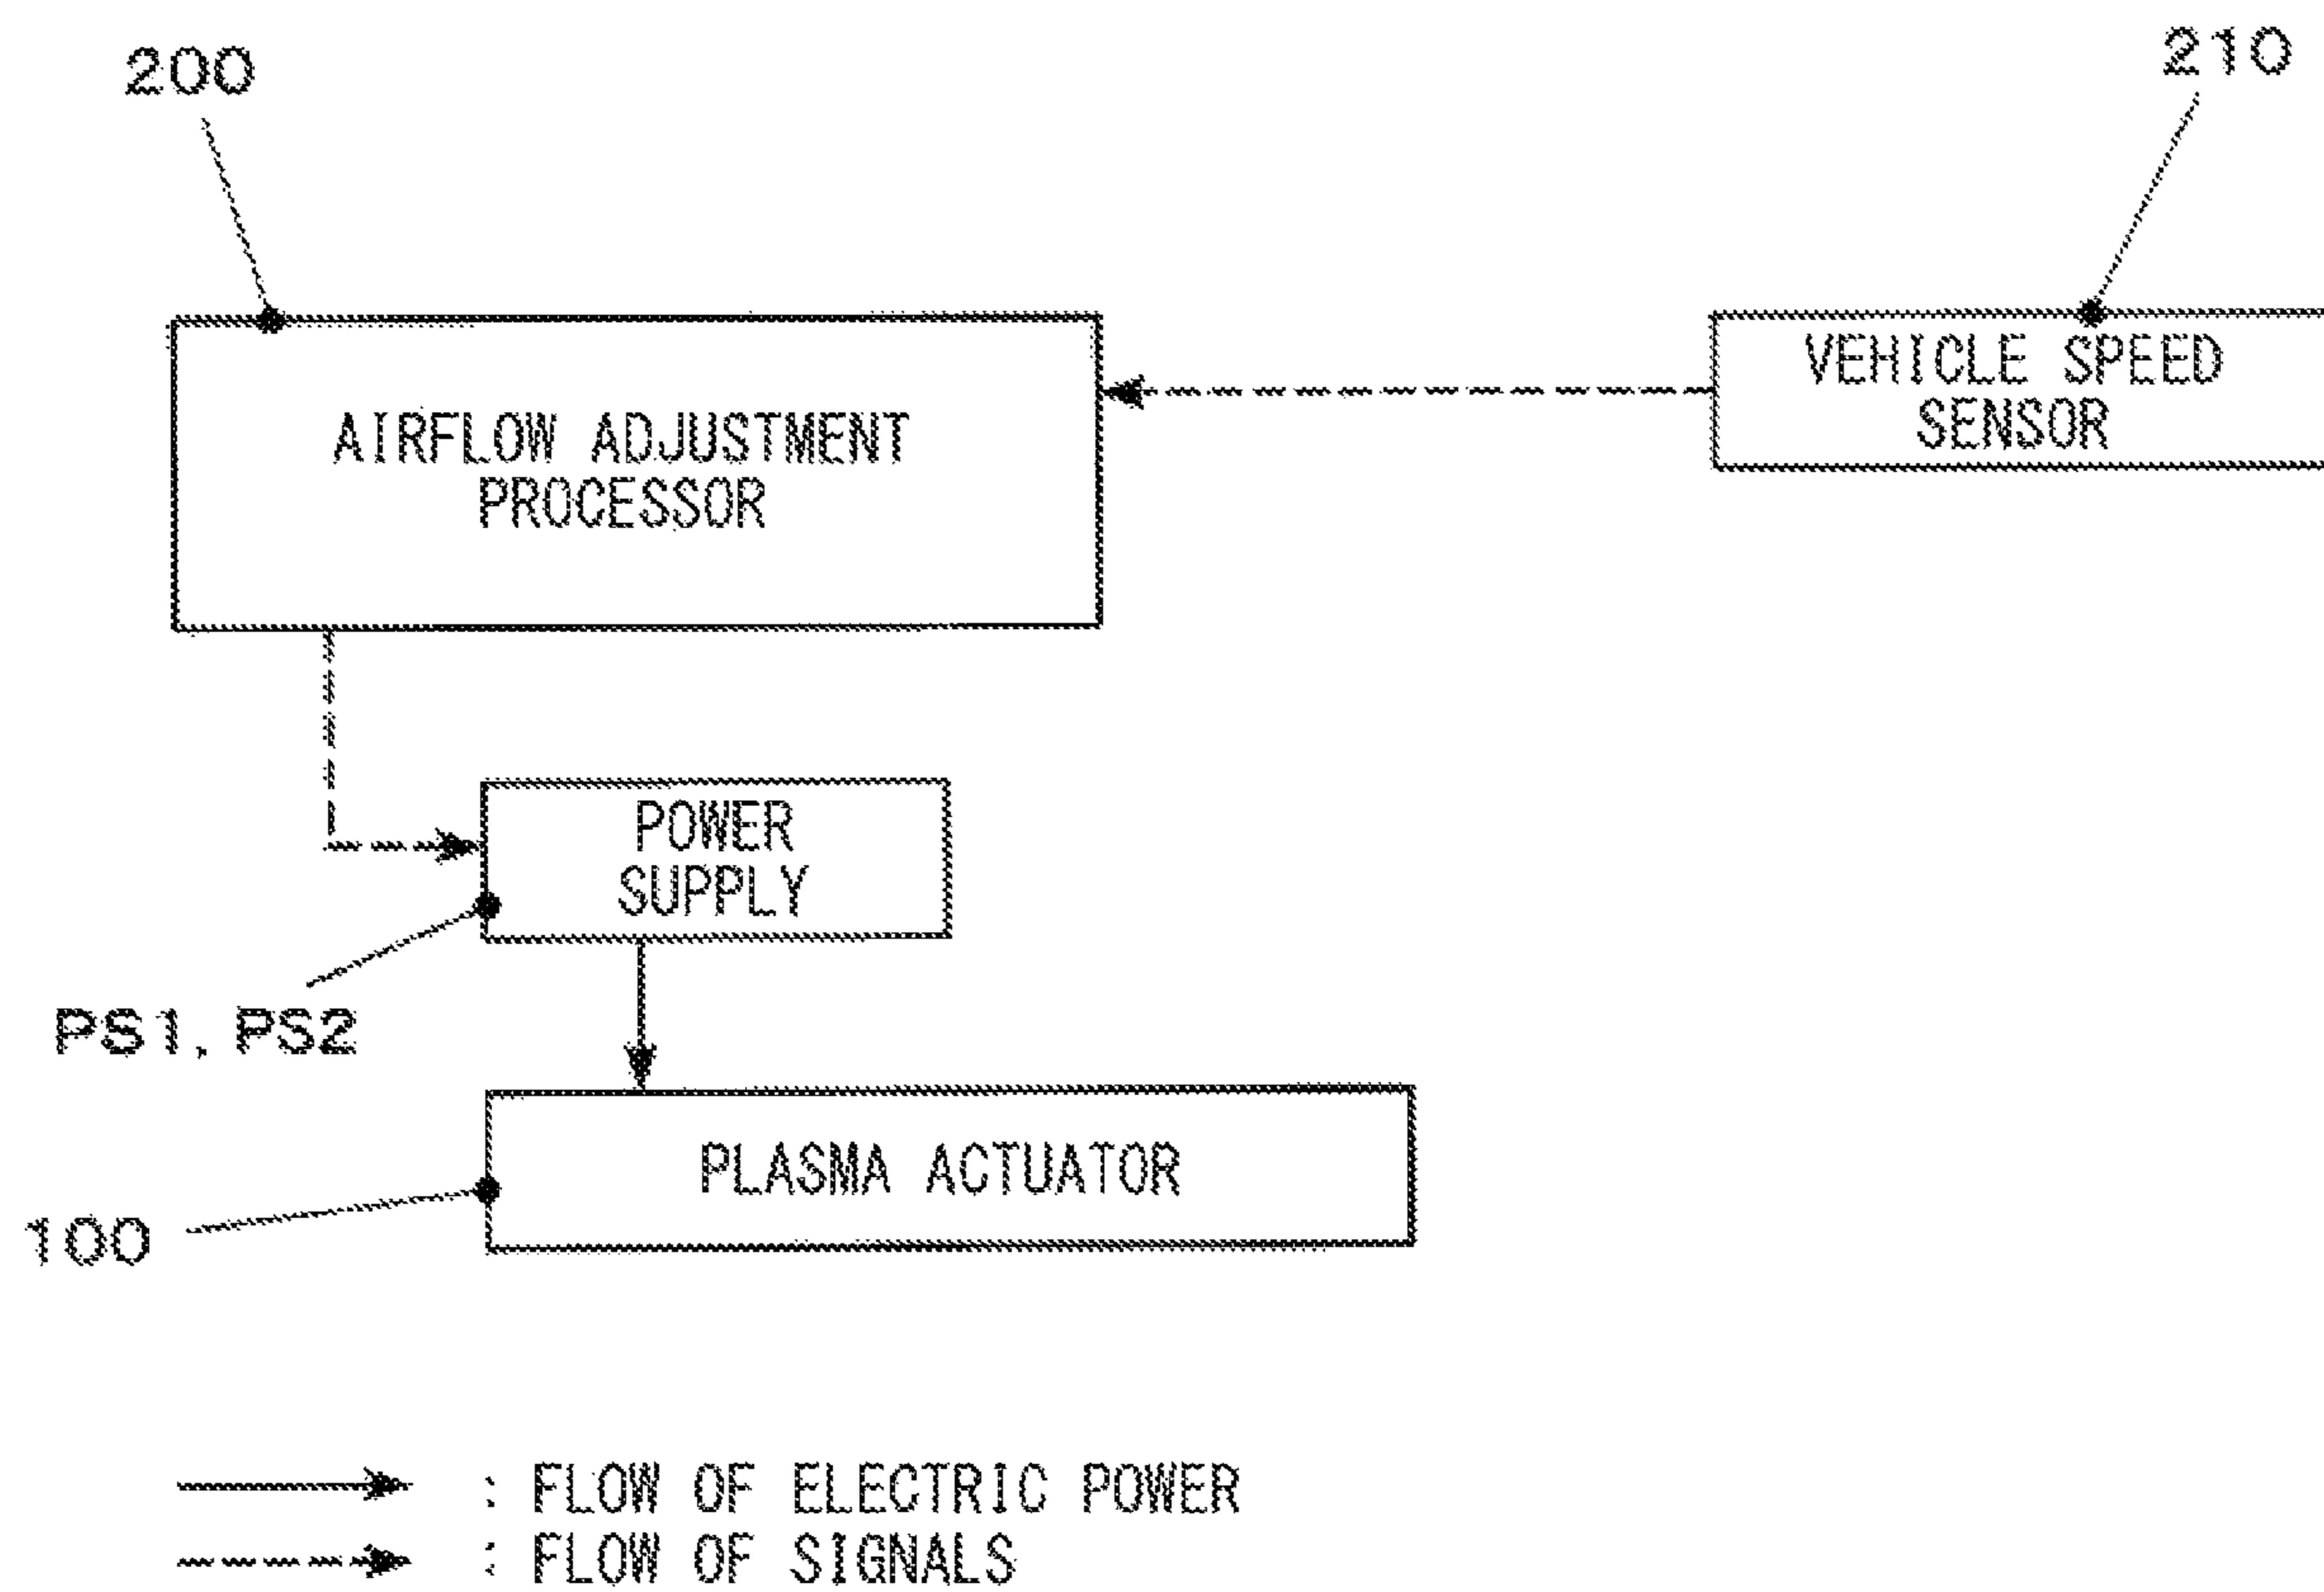 200
210
VEHICLE SPEED
SENSOR
AIRFLOW ADJUSTMENT
PROCESSOR
POWER
SUPPLY
PS1, PS2
PLASMA ACTUATOR
100
: FLOW OF ELECTRIC POWER
: FLOW OF SIGNALS